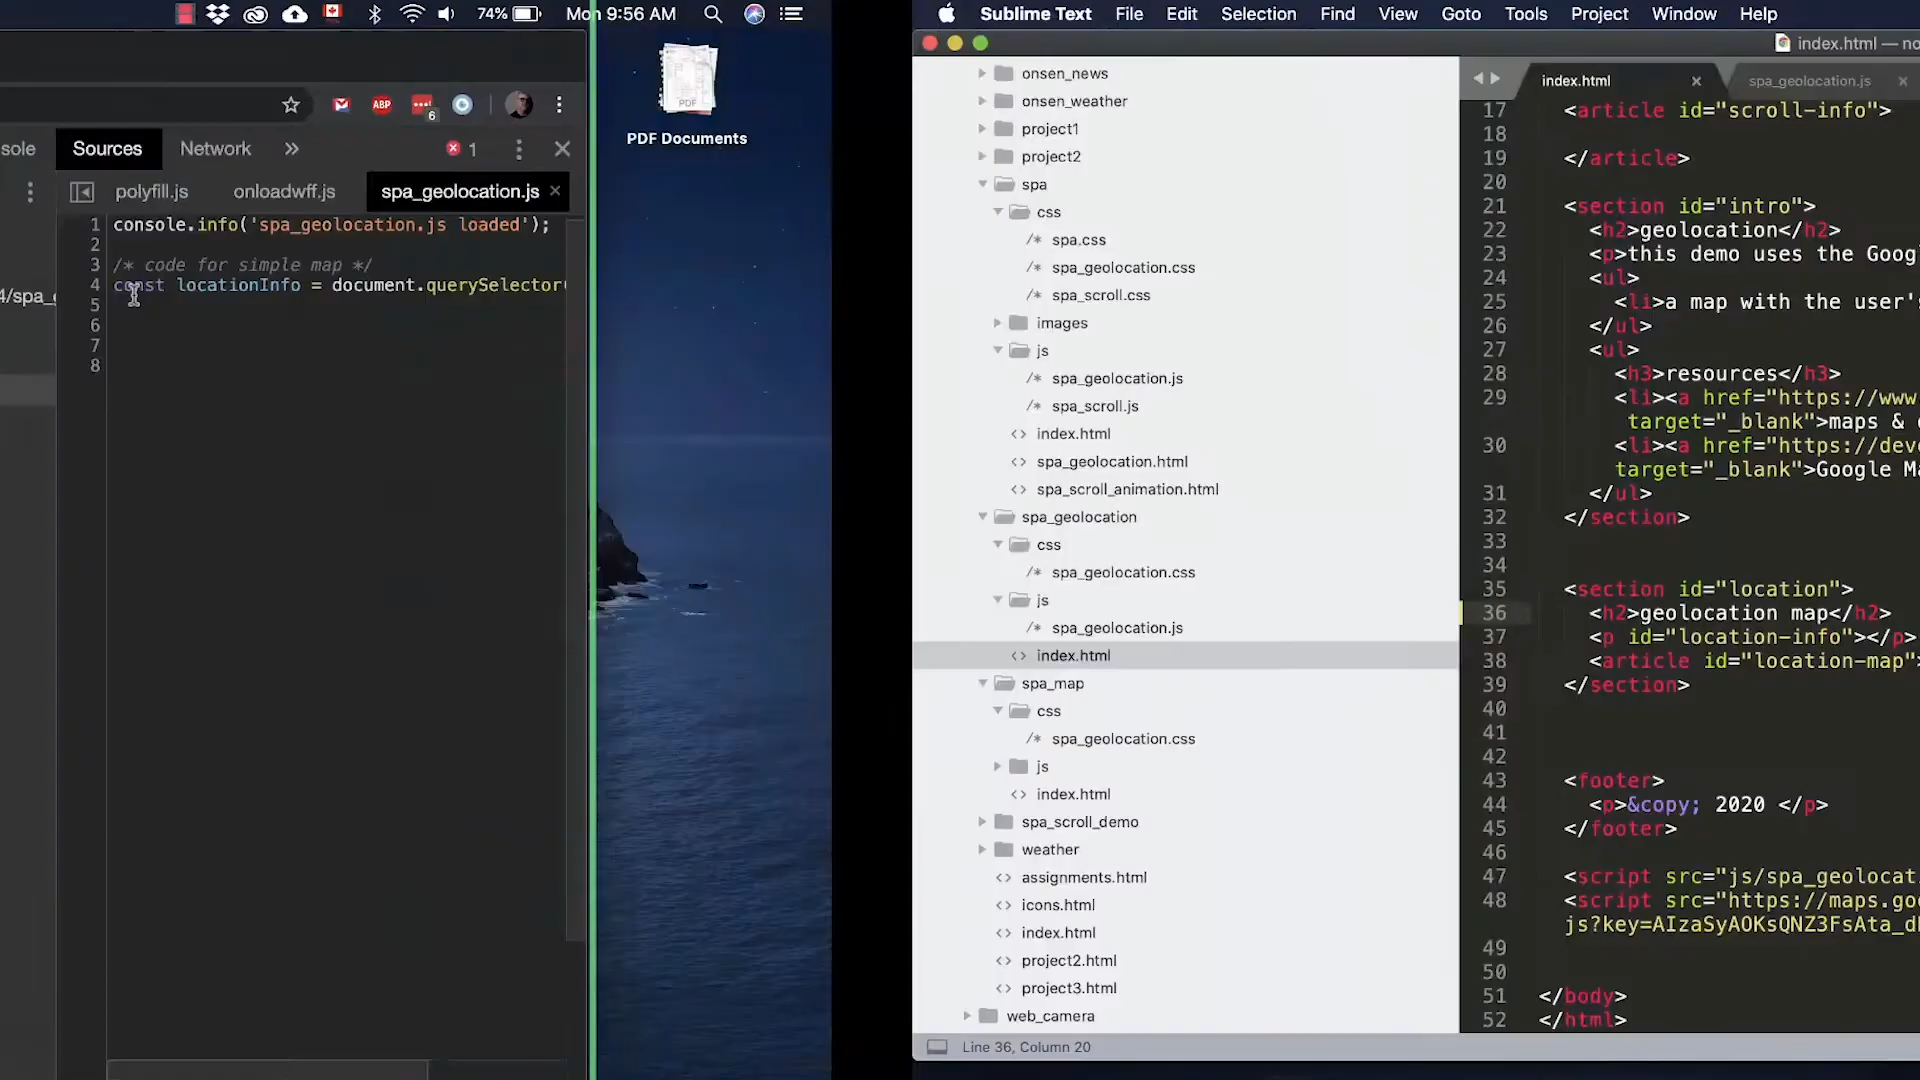 74%
Mon 9:56 AM
6
sole
Sources
Network
»
1
polyfill.js
onloadwff.js
spa_geolocation.js
4/spa_g
1 console.info('spa_geolocation.js loaded');
2
3 /* code for simple map */
4 const locationInfo = document.querySelector(
5
6
7
8
PDF
PDF Documents
Sublime Text File Edit Selection Find View Goto Tools Project Window Help
index.html — no
onsen_news
onsen_weather
project1
project2
spa
css
/* spa.css
/* spa_geolocation.css
/* spa_scroll.css
images
js
/* spa_geolocation.js
/* spa_scroll.js
<> index.html
<> spa_geolocation.html
<> spa_scroll_animation.html
spa_geolocation
css
/* spa_geolocation.css
js
/* spa_geolocation.js
<> index.html
spa_map
css
/* spa_geolocation.css
js
<> index.html
spa_scroll_demo
weather
<> assignments.html
<> icons.html
<> index.html
<> project2.html
<> project3.html
web_camera
Line 36, Column 20
index.html
spa_geolocation.js
17 <article id="scroll-info">
18
19 </article>
20
21 <section id="intro">
22 <h2>geolocation</h2>
23 <p>this demo uses the Goog
24 <ul>
25 <li>a map with the user's
26 </ul>
27 <ul>
28 <h3>resources</h3>
29 <li><a href="https://www
target="_blank">maps &
30 <li><a href="https://deve
target="_blank">Google Ma
31 </ul>
32 </section>
33
34
35 <section id="location">
36 <h2>geolocation map</h2>
37 <p id="location-info"></p>
38 <article id="location-map">
39 </section>
40
41
42
43 <footer>
44 <p>&copy; 2020 </p>
45 </footer>
46
47 <script src="js/spa_geolocat
48 <script src="https://maps.goo
js?key=AIzaSyAOKsQNZ3FsAta_d
49
50
51 </body>
52 </html>
ABP